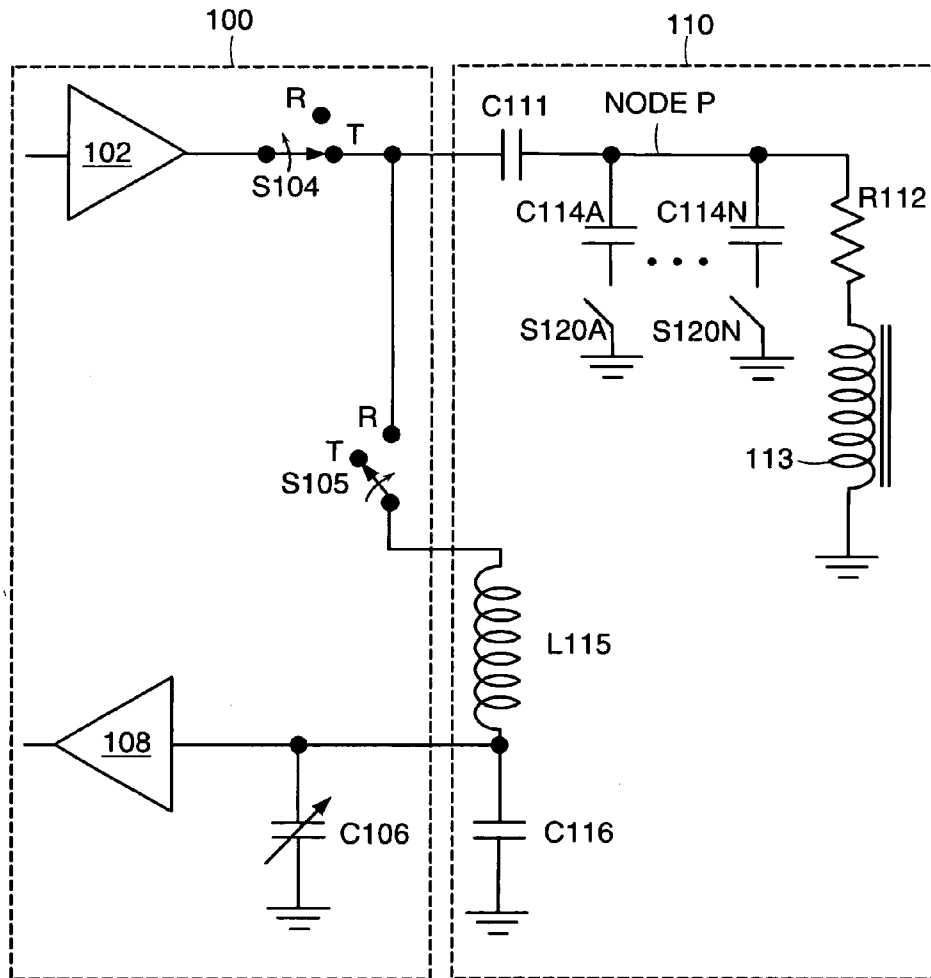 100
110
R
C111
NODE P
T
102
S104
R112
C114A
C114N
S120A
S120N
R
T
S105
113
L115
108
C106
C116